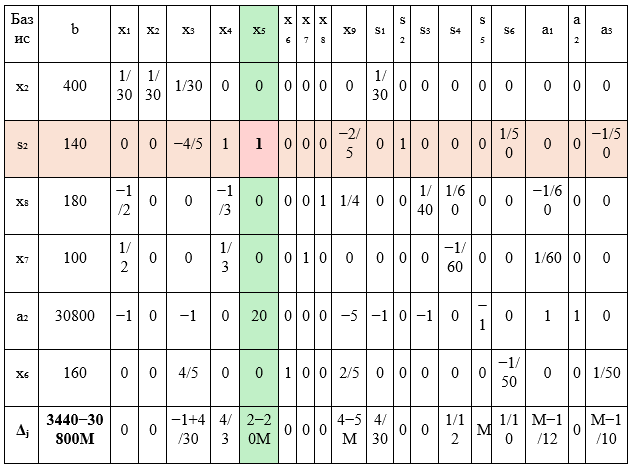 Баз ис b x₁ x₂ x₃ x₄ x₅ x₆ x₇ x₈ x₉ s₁ s₂ s₃ s₄ s₅ s₆ a₁ a₂ a₃
x₂ 400 1/30 1/30 1/30 0 0 0 0 0 0 1/30 0 0 0 0 0 0 0 0
s₂ 140 0 0 −4/5 1 1 0 0 0 −2/5 0 1 0 0 0 1/50 0 0 −1/50
x₈ 180 −1/2 0 0 −1/3 0 0 0 1 1/4 0 0 1/40 1/60 0 0 −1/60 0 0
x₇ 100 1/2 0 0 1/3 0 0 1 0 0 0 0 0 −1/60 0 0 1/60 0 0
a₂ 30800 −1 0 −1 0 20 0 0 0 −5 −1 0 −1 0 −1 0 1 1 0
x₆ 160 0 0 4/5 0 0 1 0 0 2/5 0 0 0 0 0 −1/50 0 0 1/50
Δⱼ 3440−30800M 0 0 −1+4/30 4/3 2−20M 0 0 0 4−5M 4/30 0 0 1/12 M 1/10 M−1/12 0 M−1/10